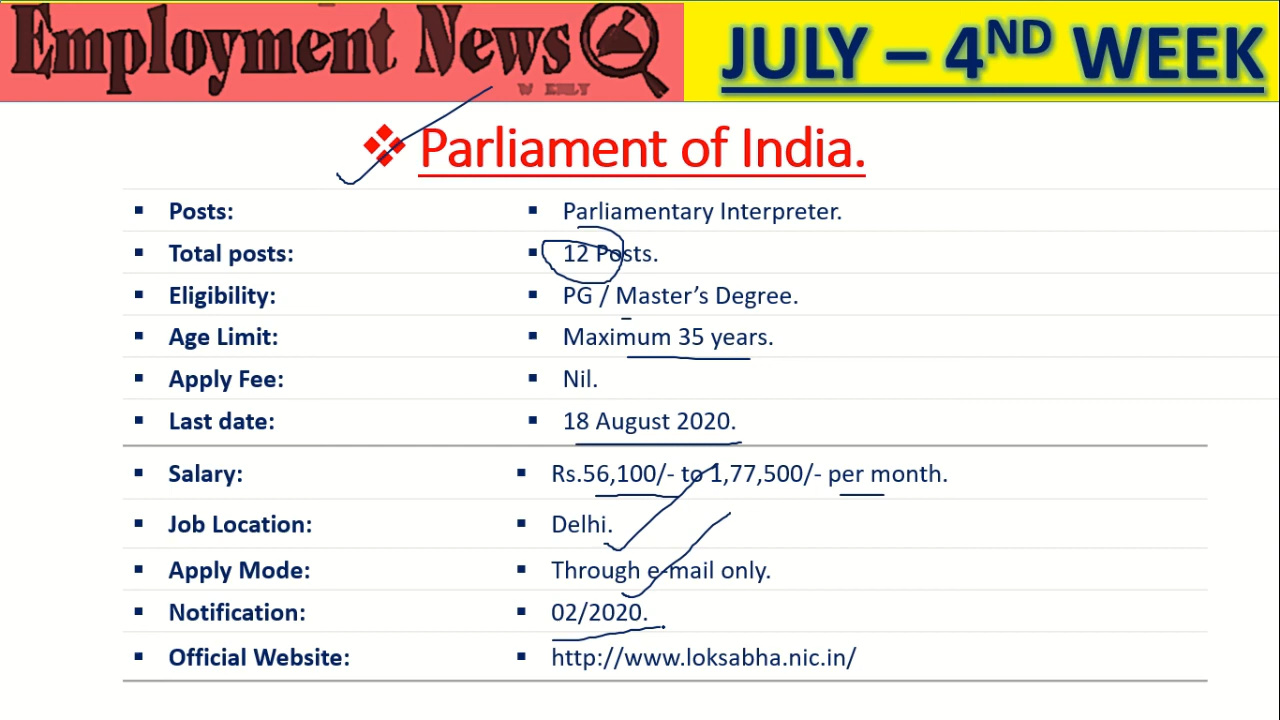 Employment News
W  EKLY
JULY – 4ND WEEK
❖ Parliament of India.
▪ Posts: ▪ Parliamentary Interpreter.
▪ Total posts: ▪ 12 Posts.
▪ Eligibility: ▪ PG / Master’s Degree.
▪ Age Limit: ▪ Maximum 35 years.
▪ Apply Fee: ▪ Nil.
▪ Last date: ▪ 18 August 2020.
▪ Salary: ▪ Rs.56,100/- to 1,77,500/- per month.
▪ Job Location: ▪ Delhi.
▪ Apply Mode: ▪ Through e-mail only.
▪ Notification: ▪ 02/2020.
▪ Official Website: ▪ http://www.loksabha.nic.in/